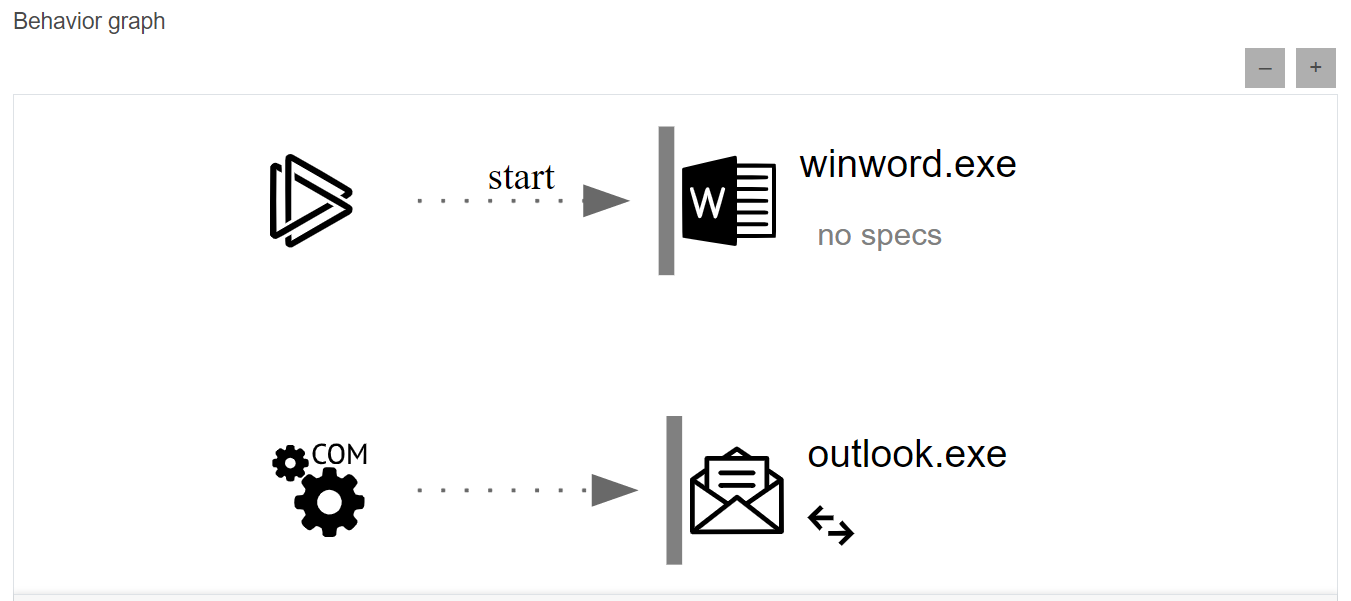 Behavior graph
– +
start
winword.exe
W
no specs
COM
outlook.exe